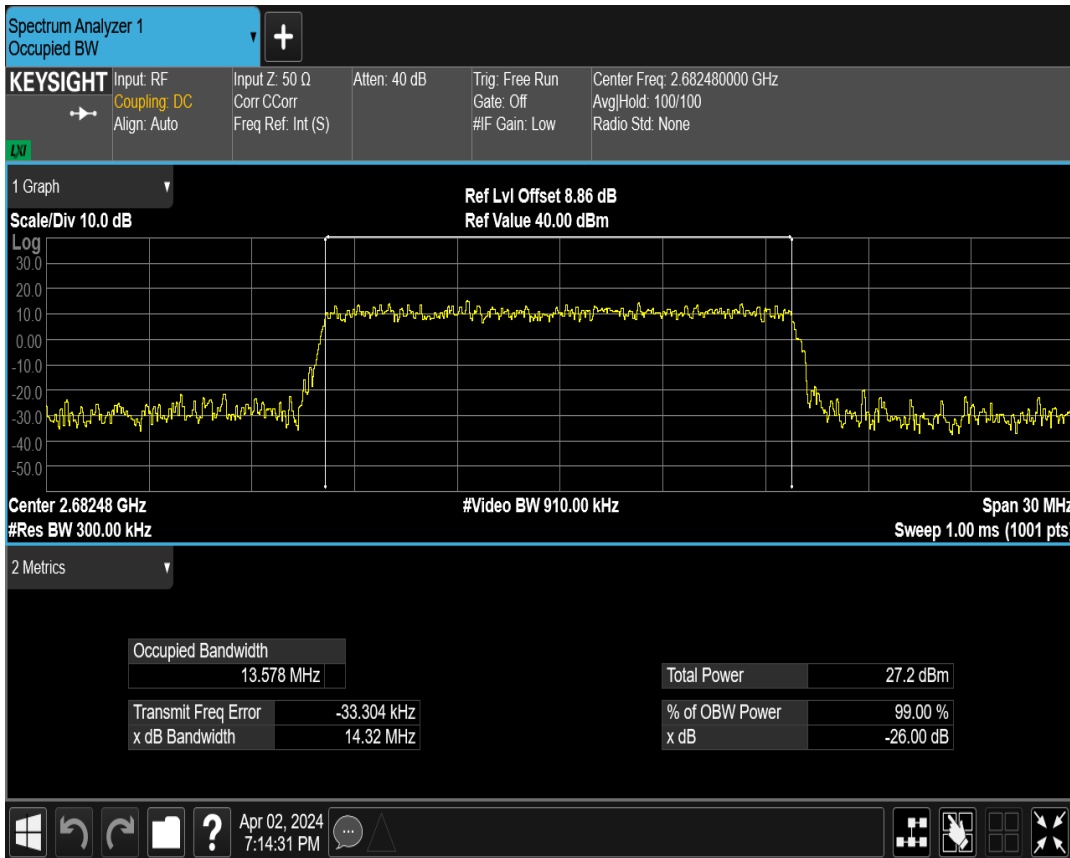 Spectrum Analyzer 1
Occupied BW
+
KEYSIGHT
LXI
Input: RF
Coupling: DC
Align: Auto
Input Z: 50 Ω
Corr CCorr
Freq Ref: Int (S)
Atten: 40 dB
Trig: Free Run
Gate: Off
#IF Gain: Low
Center Freq: 2.682480000 GHz
Avg|Hold: 100/100
Radio Std: None
1 Graph
Ref Lvl Offset 8.86 dB
Scale/Div 10.0 dB
Ref Value 40.00 dBm
Log
30.0
20.0
10.0
0.00
-10.0
-20.0
-30.0
-40.0
-50.0
Center 2.68248 GHz
#Video BW 910.00 kHz
Span 30 MHz
#Res BW 300.00 kHz
Sweep 1.00 ms (1001 pts)
2 Metrics
Occupied Bandwidth
13.578 MHz
Total Power 27.2 dBm
Transmit Freq Error -33.304 kHz
% of OBW Power 99.00 %
x dB Bandwidth 14.32 MHz
x dB -26.00 dB
?
Apr 02, 2024
7:14:31 PM